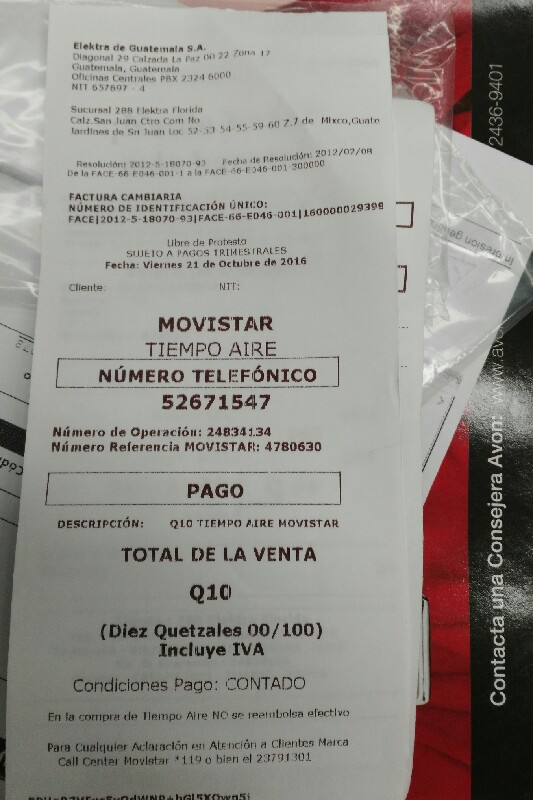 Elektra de Guatemala S.A.
Diagonal 29 Calzada La Paz 00 22 Zona 17
Guatemala, Guatemala
Oficinas Centrales PBX 2324 6000
NIT 657697 - 4
Sucursal 288 Elektra Florida
Calz.San Juan Ctro Com No
Jardines de Sn Juan Loc 52-53-54-55-59-60 Z.7 de Mixco,Guate
Resolución: 2012-5-18070-93 Fecha de Resolución: 2012/02/08
De la FACE-66-E046-001-1 a la FACE-66-E046-001-300000
FACTURA CAMBIARIA
NÚMERO DE IDENTIFICACIÓN ÚNICO:
FACE|2012-5-18070-93|FACE-66-E046-001|160000029399
Libre de Protesto
SUJETO A PAGOS TRIMESTRALES
Fecha: Viernes 21 de Octubre de 2016
Cliente: NIT:
MOVISTAR
TIEMPO AIRE
NÚMERO TELEFÓNICO
52671547
Número de Operación: 24834134
Número Referencia MOVISTAR: 4780630
PAGO
DESCRIPCIÓN: Q10 TIEMPO AIRE MOVISTAR
TOTAL DE LA VENTA
Q10
(Diez Quetzales 00/100)
Incluye IVA
Condiciones Pago: CONTADO
En la compra de Tiempo Aire NO se reembolsa efectivo
Para Cualquier Aclaración en Atención a Clientes Marca
Call Center Movistar *119 o bien el 23791301
Contacta una Consejera Avon: www.avon
2436-9401